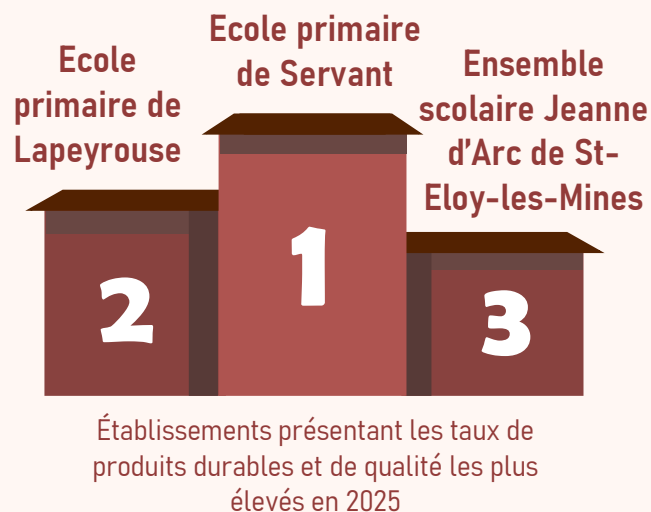 Ecole primaire
de Servant
Ecole
primaire de
Lapeyrouse
Ensemble
scolaire Jeanne
d'Arc de St-
Eloy-les-Mines
1
2
3
Établissements présentant les taux de
produits durables et de qualité les plus
élevés en 2025